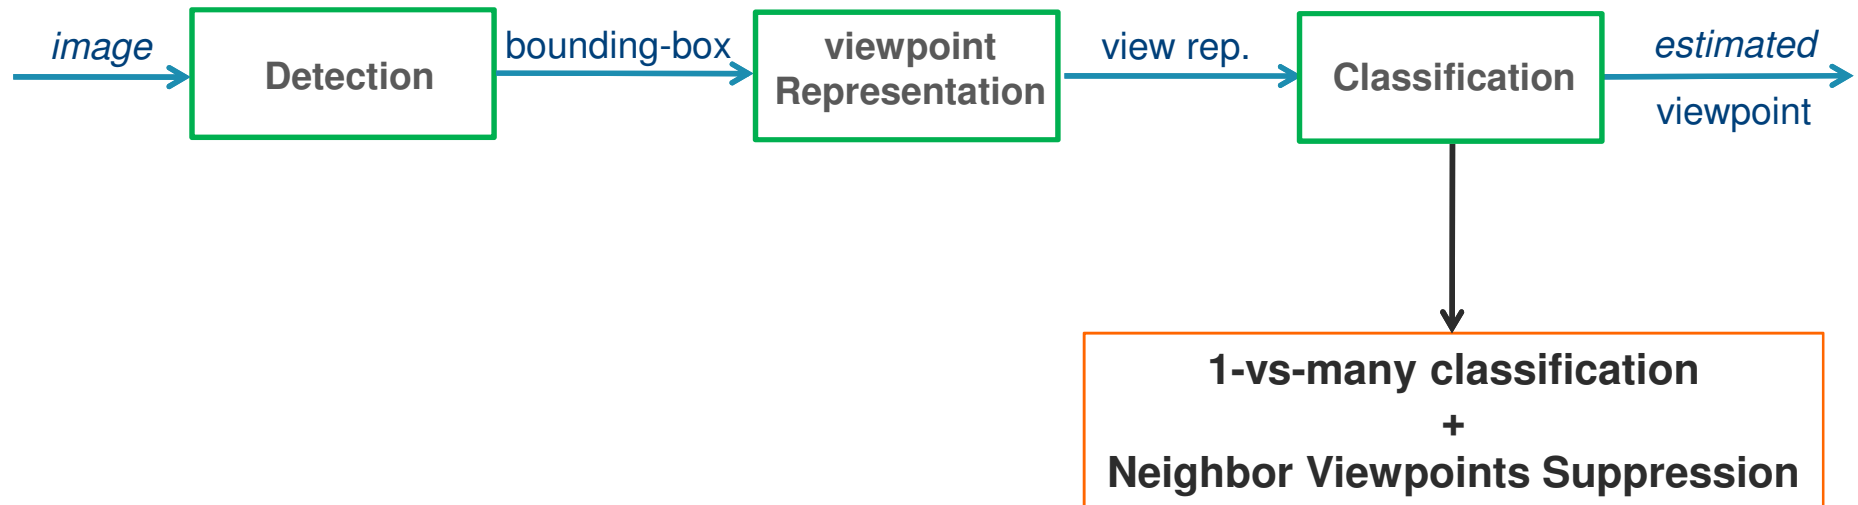 image
Detection
bounding-box
viewpoint
Representation
view rep.
Classification
estimated
viewpoint
1-vs-many classification
+
Neighbor Viewpoints Suppression